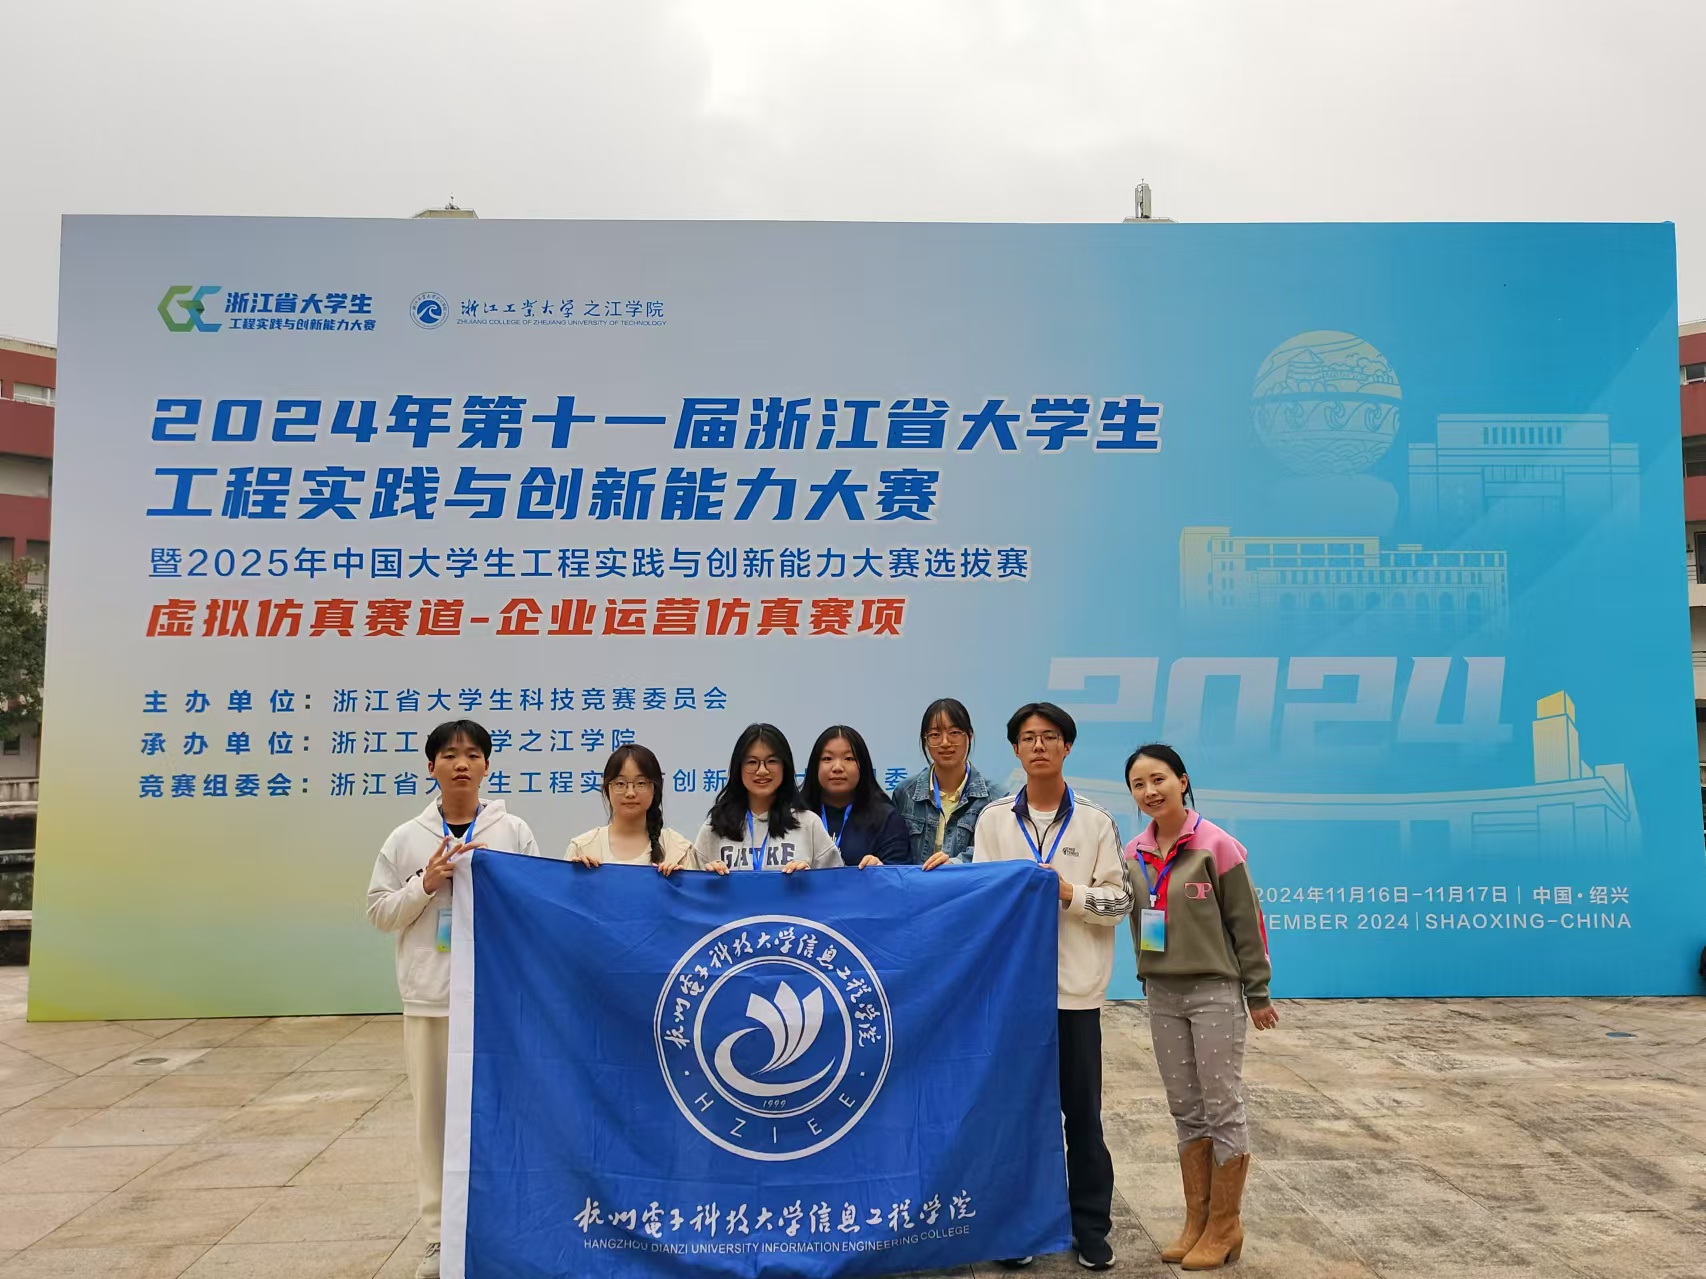 浙江省大学生
工程实践与创新能力大赛
浙江工业大学之江学院
ZHIJIANG COLLEGE OF ZHEJIANG UNIVERSITY OF TECHNOLOGY
2024年第十一届浙江省大学生
工程实践与创新能力大赛
暨2025年中国大学生工程实践与创新能力大赛选拔赛
虚拟仿真赛道-企业运营仿真赛项
主办单位：浙江省大学生科技竞赛委员会
承办单位：浙江工 学之江学院
竞赛组委会：浙江省大 生工程实 创新 委
2024
2024年11月16日-11月17日｜中国·绍兴
EMBER 2024｜SHAOXING-CHINA
GATKE
杭州电子科技大学信息工程学院
1999
HZIEE
杭州電子科技大学信息工程学院
HANGZHOU DIANZI UNIVERSITY INFORMATION ENGINEERING COLLEGE